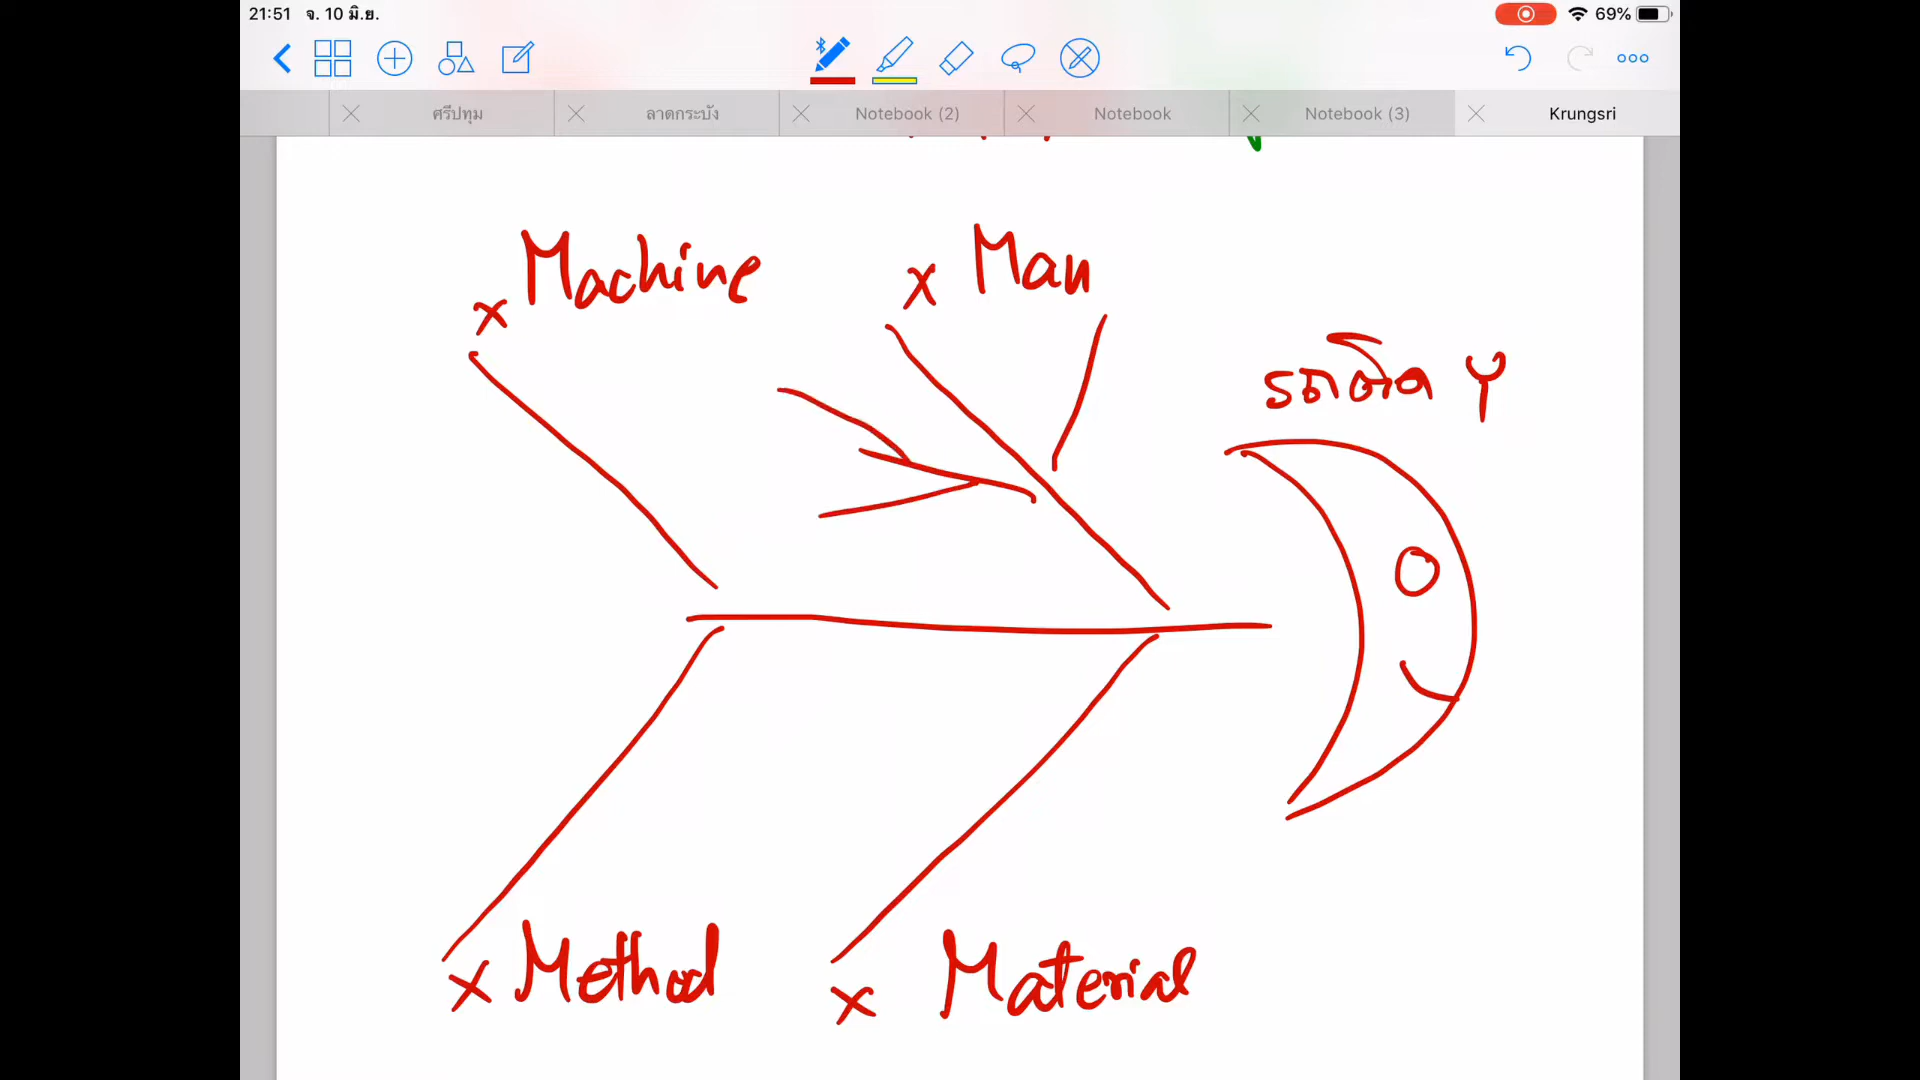 21:51 จ. 10 มิ.ย. 69%
ศรีปทุม ลาดกระบัง Notebook (2) Notebook Notebook (3) Krungsri
x Machine x Man
รถติด Y
x Method x Material